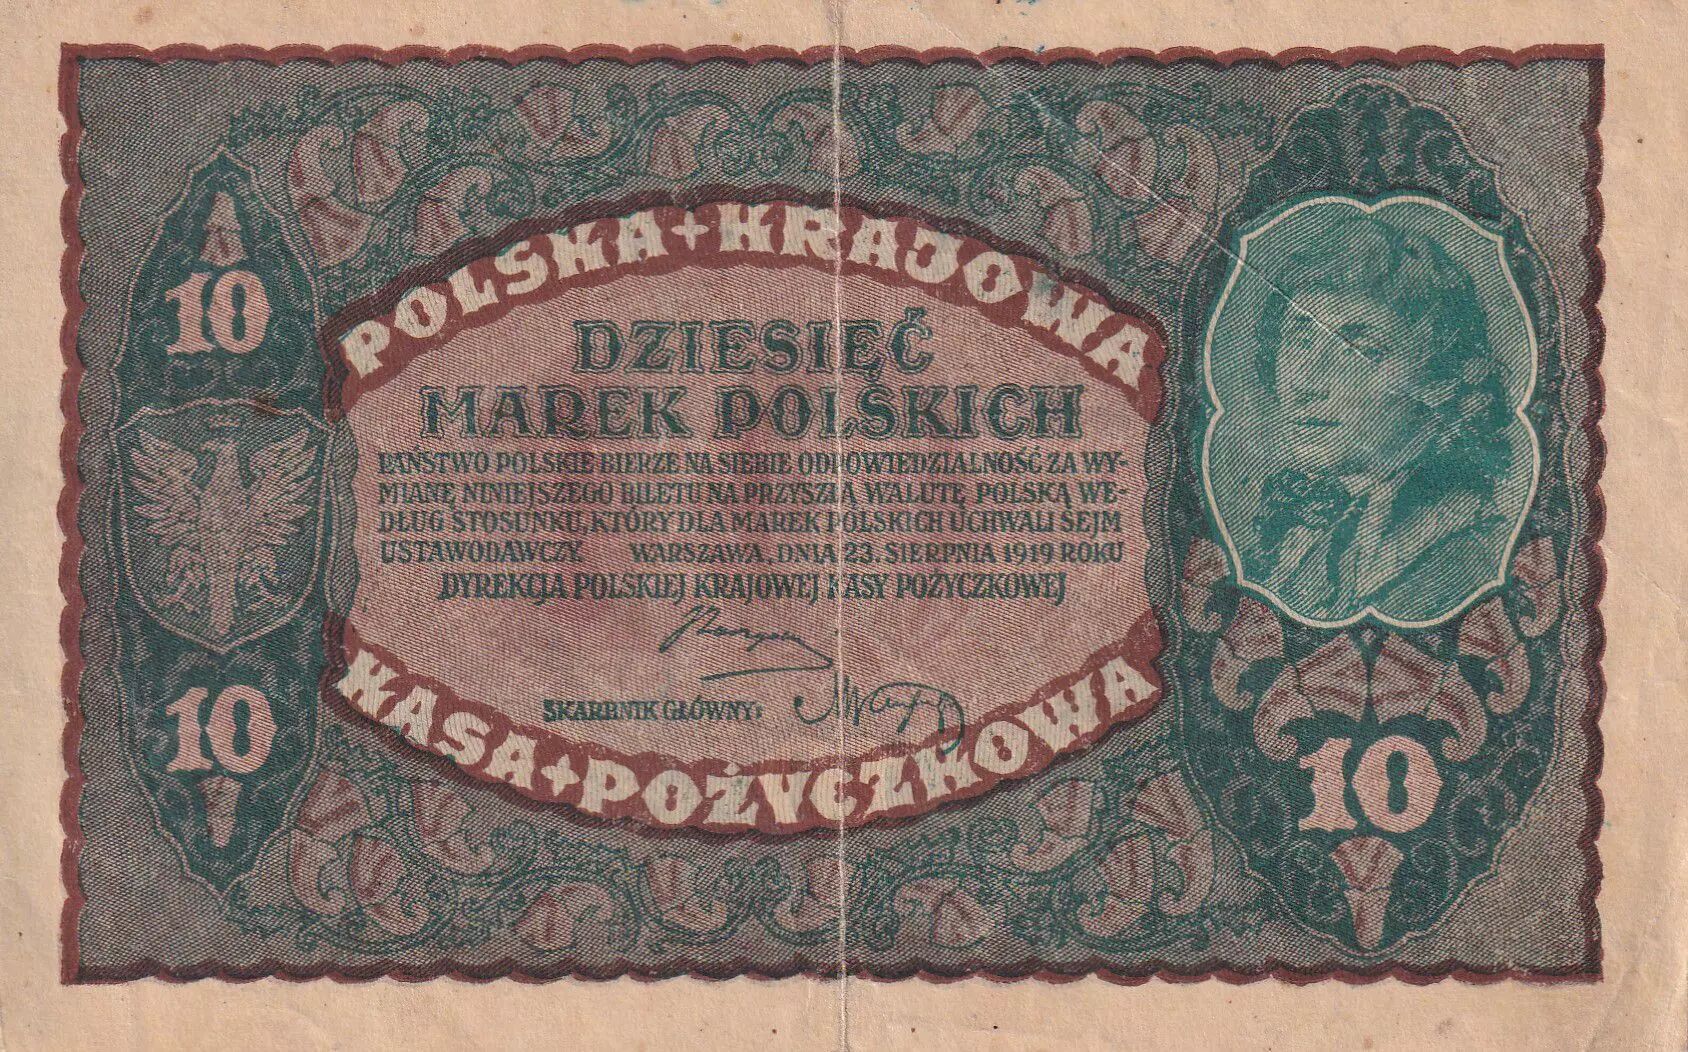 POLSKA+KRAJOWA
10
DZIESIĘĆ
MAREK POLSKICH
PAŃSTWO POLSKIE BIERZE NA SIEBIE ODPOWIEDZIALNOŚĆ ZA WY-
MIANĘ NINIEJSZEGO BILETU NA PRZYSZŁĄ WALUTĘ POLSKĄ WE-
DŁUG STOSUNKU, KTÓRY DLA MAREK POLSKICH UCHWALI SEJM
USTAWODAWCZY. WARSZAWA, DNIA 23. SIERPNIA 1919 ROKU
DYREKCJA POLSKIEJ KRAJOWEJ KASY POŻYCZKOWEJ
SKARBNIK GŁÓWNY:
KASA+POŻYCZKOWA
10
10